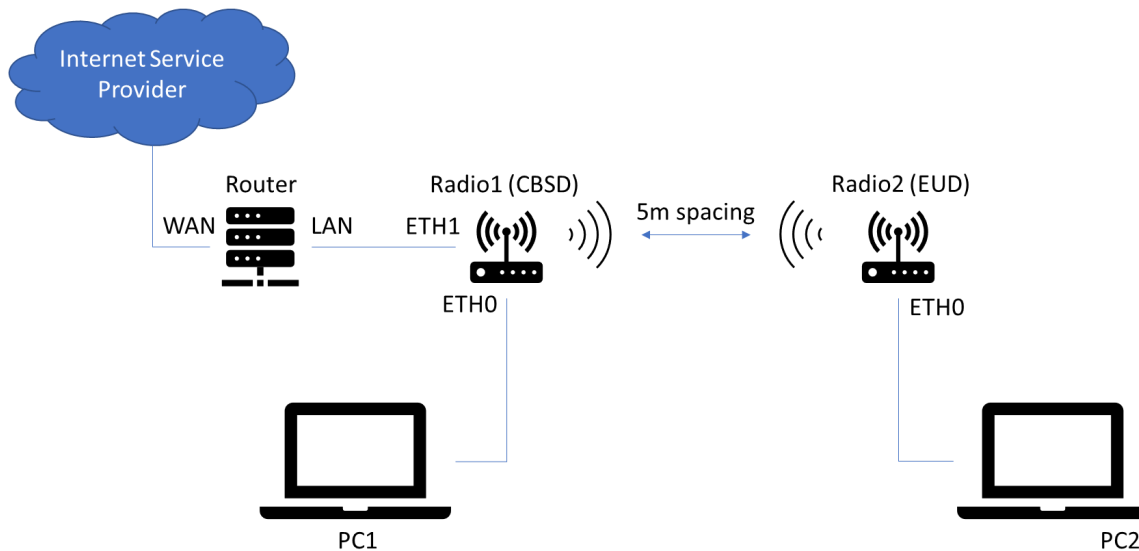 Internet Service
Provider
Router
Radio1 (CBSD)
Radio2 (EUD)
5m spacing
WAN
LAN
ETH1
ETH0
ETH0
PC1
PC2